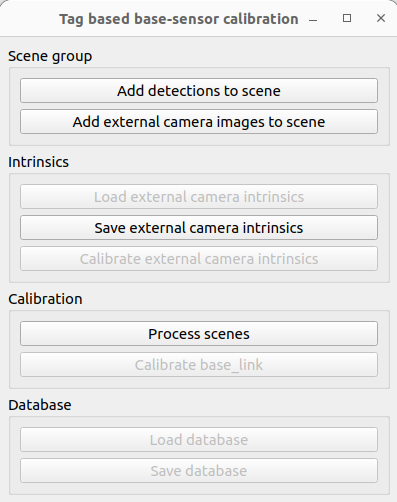 Tag based base-sensor calibration
Scene group
Add detections to scene
Add external camera images to scene
Intrinsics
Load external camera intrinsics
Save external camera intrinsics
Calibrate external camera intrinsics
Calibration
Process scenes
Calibrate base_link
Database
Load database
Save database